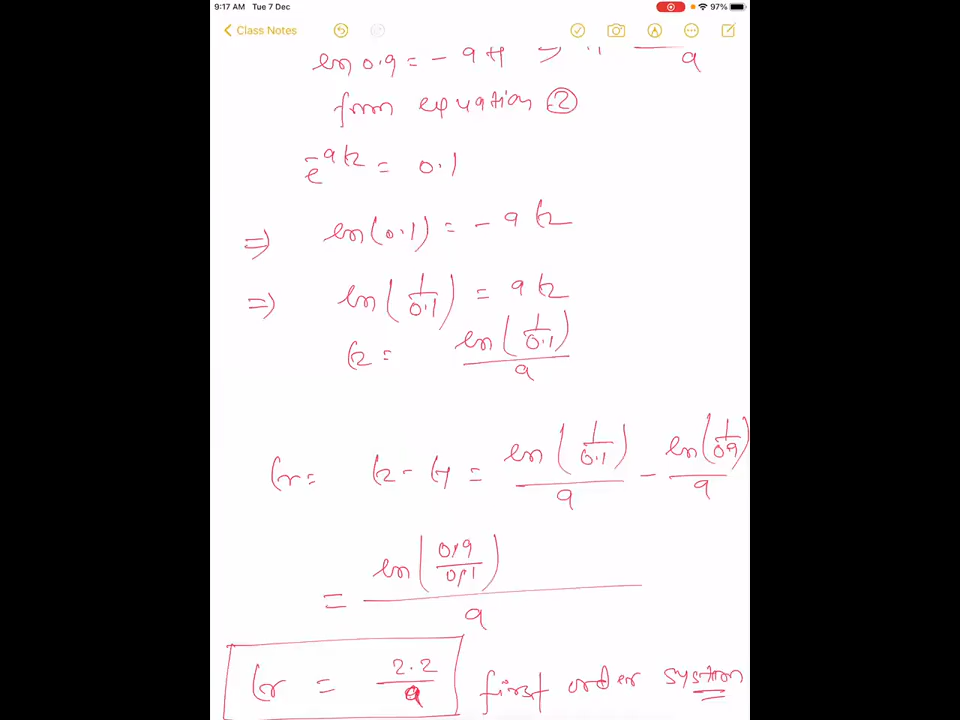 9:17 AM Tue 7 Dec 97%
Class Notes
ln 0.9 = - a t1 ⇒
a
from equation ②
e^-at2 = 0.1
⇒ ln(0.1) = - a t2
⇒ ln(1/0.1) = a t2
t2 = ln(1/0.1)/a
tr = t2 - t1 = ln(1/0.1)/a - ln(1/0.9)/a
= ln(0.9/0.1)/a
tr = 2.2/a first order system